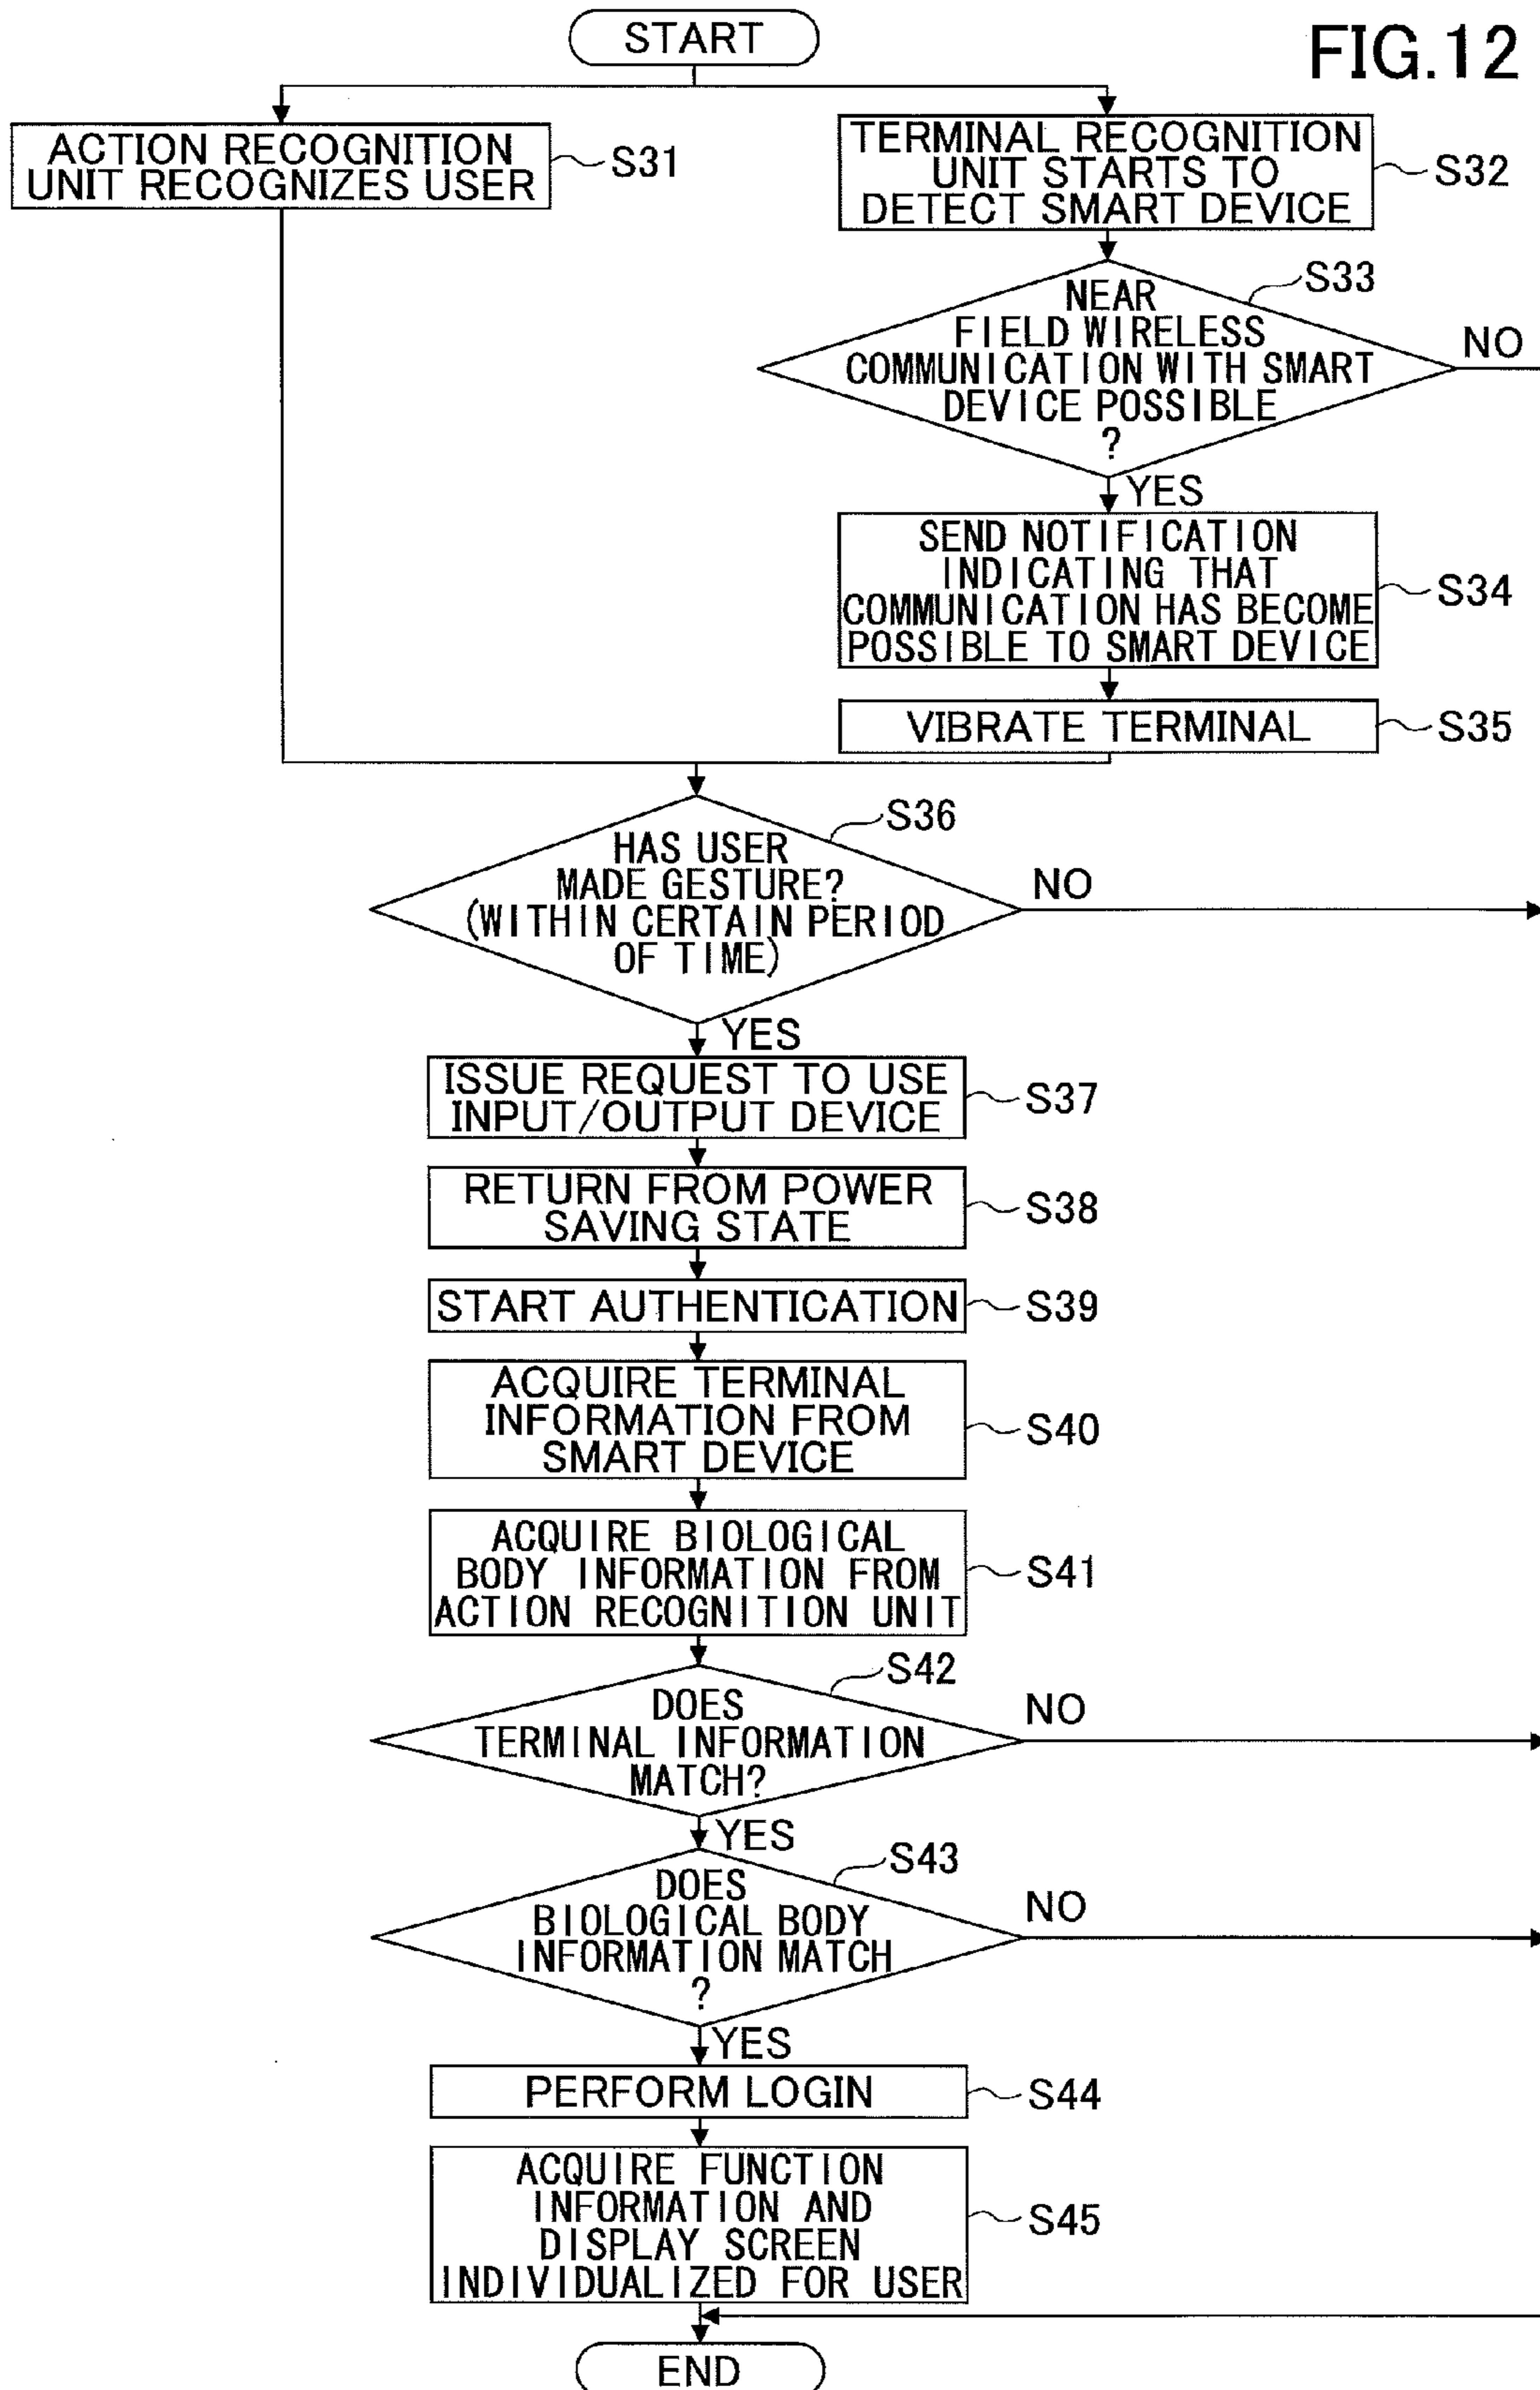 START
FIG.12
ACTION RECOGNITION
UNIT RECOGNIZES USER
S31
TERMINAL RECOGNITION
UNIT STARTS TO
DETECT SMART DEVICE
S32
S33
NEAR
FIELD WIRELESS
COMMUNICATION WITH SMART
DEVICE POSSIBLE
?
NO
YES
SEND NOTIFICATION
INDICATING THAT
COMMUNICATION HAS BECOME
POSSIBLE TO SMART DEVICE
S34
VIBRATE TERMINAL
S35
S36
HAS USER
MADE GESTURE?
(WITHIN CERTAIN PERIOD
OF TIME)
NO
YES
ISSUE REQUEST TO USE
INPUT/OUTPUT DEVICE
S37
RETURN FROM POWER
SAVING STATE
S38
START AUTHENTICATION
S39
ACQUIRE TERMINAL
INFORMATION FROM
SMART DEVICE
S40
ACQUIRE BIOLOGICAL
BODY INFORMATION FROM
ACTION RECOGNITION UNIT
S41
S42
DOES
TERMINAL INFORMATION
MATCH?
NO
YES
S43
DOES
BIOLOGICAL BODY
INFORMATION MATCH
?
NO
YES
PERFORM LOGIN
S44
ACQUIRE FUNCTION
INFORMATION AND
DISPLAY SCREEN
INDIVIDUALIZED FOR USER
S45
END